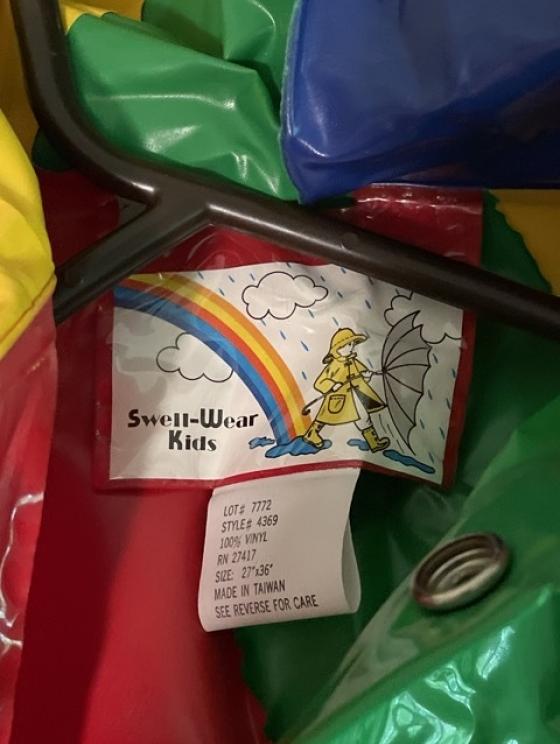 Swell-Wear
Kids
LOT# 7772
STYLE# 4369
100% VINYL
RN 27417
SIZE: 27"x36"
MADE IN TAIWAN
SEE REVERSE FOR CARE